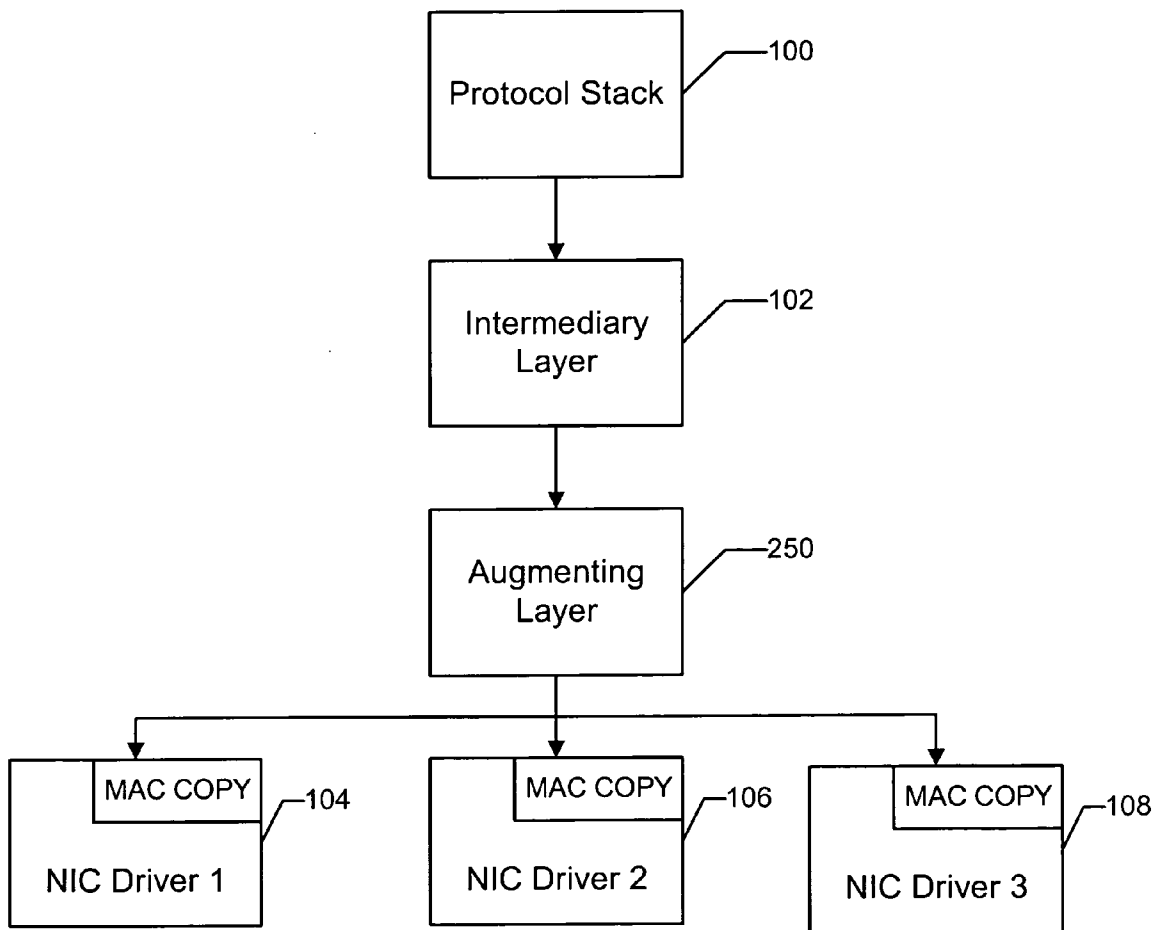 Protocol Stack
100
Intermediary
Layer
102
Augmenting
Layer
250
MAC COPY
NIC Driver 1
104
MAC COPY
NIC Driver 2
106
MAC COPY
NIC Driver 3
108